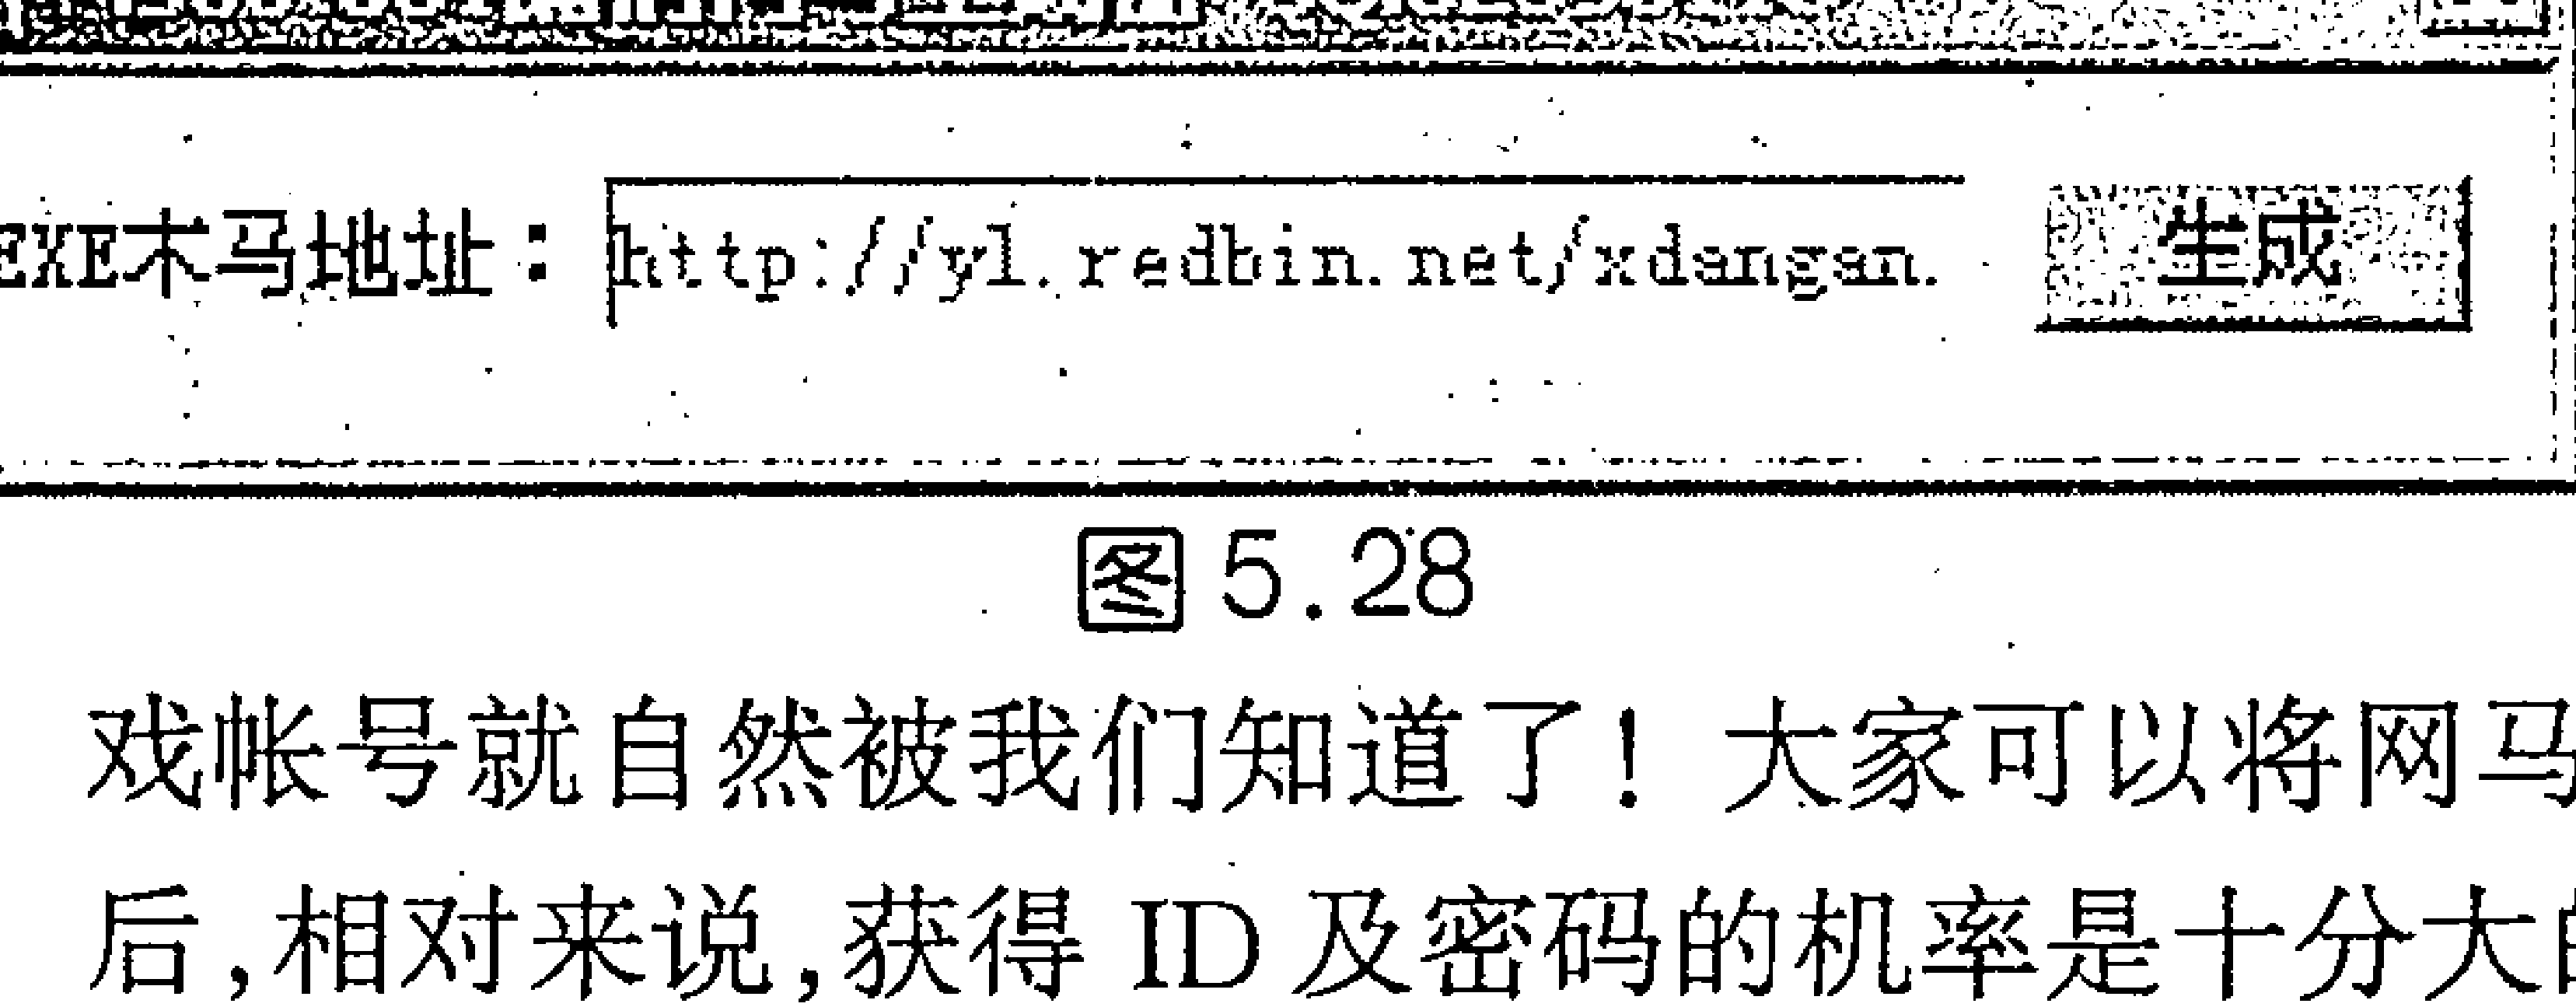 EXE木马地址： http://yl.redbin.net/xdangan. 生成
图5.28
戏帐号就自然被我们知道了！大家可以将网马
后,相对来说,获得 ID 及密码的机率是十分大的